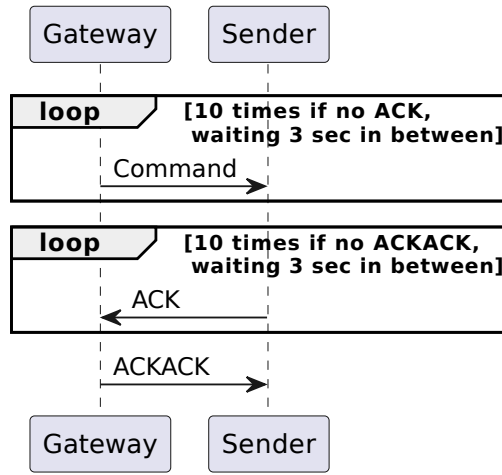 Gateway Sender
loop [10 times if no ACK,
waiting 3 sec in between]
Command
loop [10 times if no ACKACK,
waiting 3 sec in between]
ACK
ACKACK
Gateway Sender